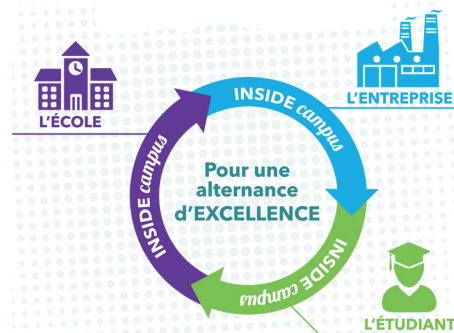 L'ÉCOLE
L'ENTREPRISE
INSIDE campus
INSIDE campus
Pour une
alternance
d'EXCELLENCE
INSIDE campus
L'ÉTUDIANT